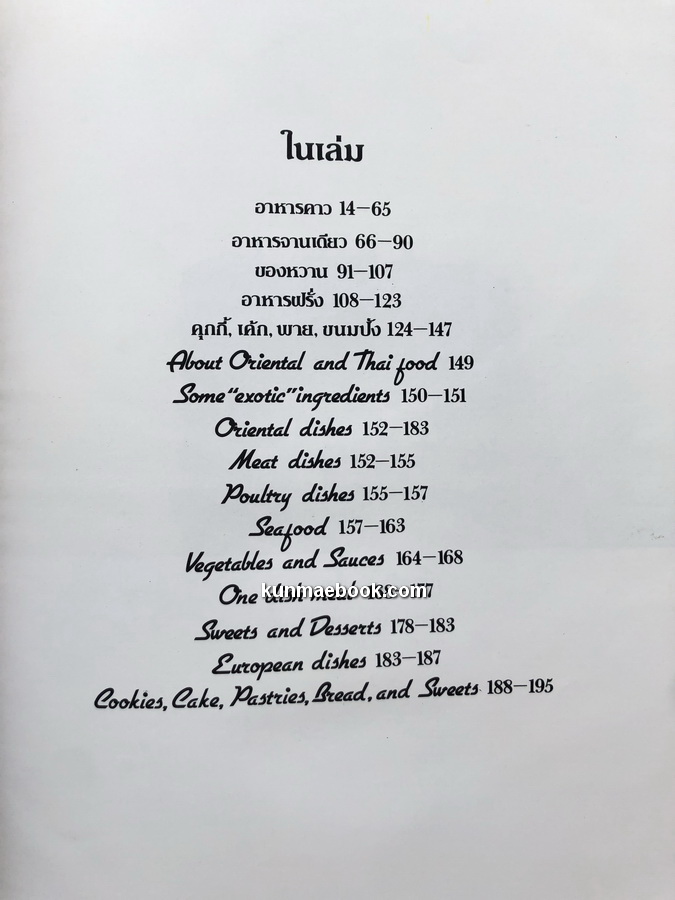 ในเล่ม
อาหารคาว 14–65
อาหารจานเดียว 66–90
ของหวาน 91–107
อาหารฝรั่ง 108–123
คุกกี้, เค้ก, พาย, ขนมปัง 124–147
About Oriental and Thai food 149
Some “exotic” ingredients 150–151
Oriental dishes 152–183
Meat dishes 152–155
Poultry dishes 155–157
Seafood 157–163
Vegetables and Sauces 164–168
One dish meal
kunmaebook.com
Sweets and Desserts 178–183
European dishes 183–187
Cookies, Cake, Pastries, Bread, and Sweets 188–195